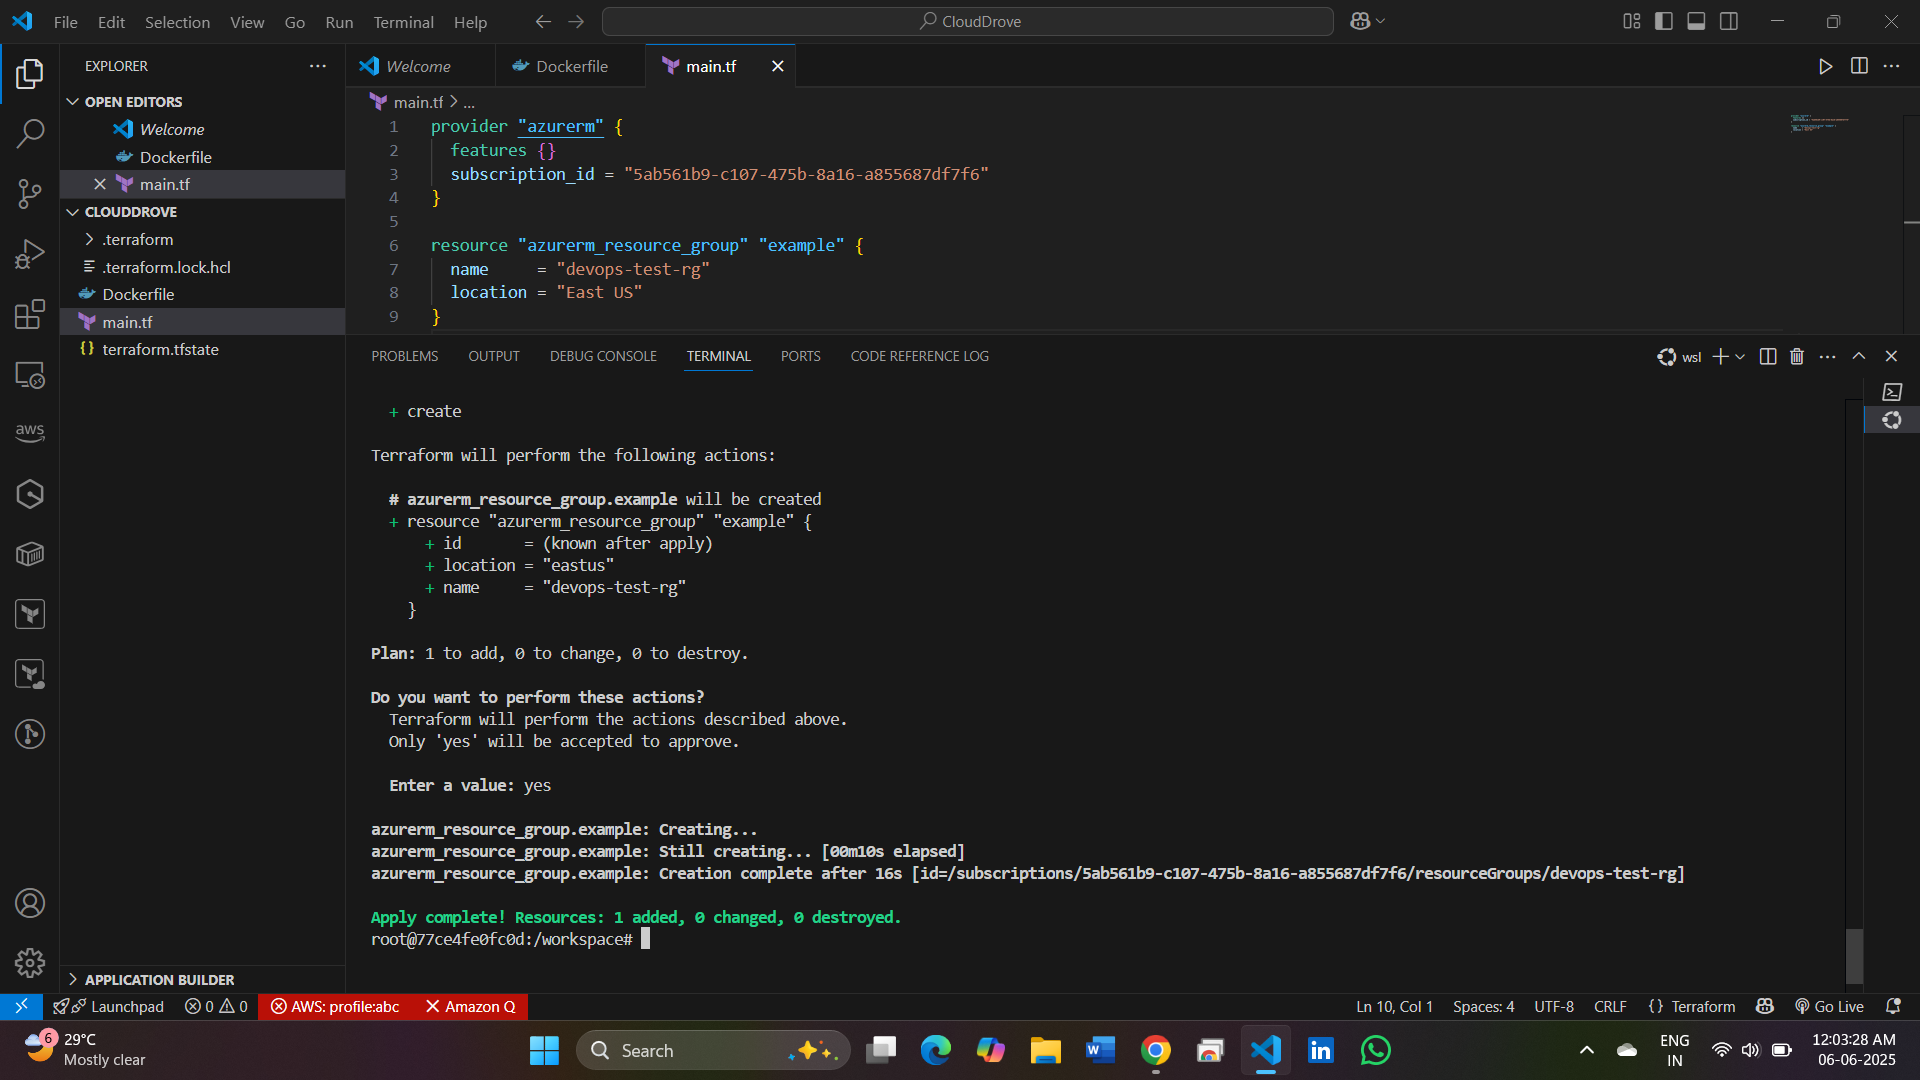 File Edit Selection View Go Run Terminal Help
CloudDrove
EXPLORER
OPEN EDITORS
Welcome
Dockerfile
main.tf
CLOUDDROVE
.terraform
.terraform.lock.hcl
Dockerfile
main.tf
terraform.tfstate
APPLICATION BUILDER
aws
Welcome Dockerfile main.tf
main.tf > ...
1 provider "azurerm" {
2 features {}
3 subscription_id = "5ab561b9-c107-475b-8a16-a855687df7f6"
4 }
5
6 resource "azurerm_resource_group" "example" {
7 name     = "devops-test-rg"
8 location = "East US"
9 }
PROBLEMS OUTPUT DEBUG CONSOLE TERMINAL PORTS CODE REFERENCE LOG
wsl
+ create
Terraform will perform the following actions:
# azurerm_resource_group.example will be created
+ resource "azurerm_resource_group" "example" {
+ id       = (known after apply)
+ location = "eastus"
+ name     = "devops-test-rg"
}
Plan: 1 to add, 0 to change, 0 to destroy.
Do you want to perform these actions?
Terraform will perform the actions described above.
Only 'yes' will be accepted to approve.
Enter a value: yes
azurerm_resource_group.example: Creating...
azurerm_resource_group.example: Still creating... [00m10s elapsed]
azurerm_resource_group.example: Creation complete after 16s [id=/subscriptions/5ab561b9-c107-475b-8a16-a855687df7f6/resourceGroups/devops-test-rg]
Apply complete! Resources: 1 added, 0 changed, 0 destroyed.
root@77ce4fe0fc0d:/workspace#
Launchpad 0 0 AWS: profile:abc Amazon Q
Ln 10, Col 1 Spaces: 4 UTF-8 CRLF {} Terraform Go Live
6
29°C
Mostly clear
Search
W
in
ENG
IN
12:03:28 AM
06-06-2025